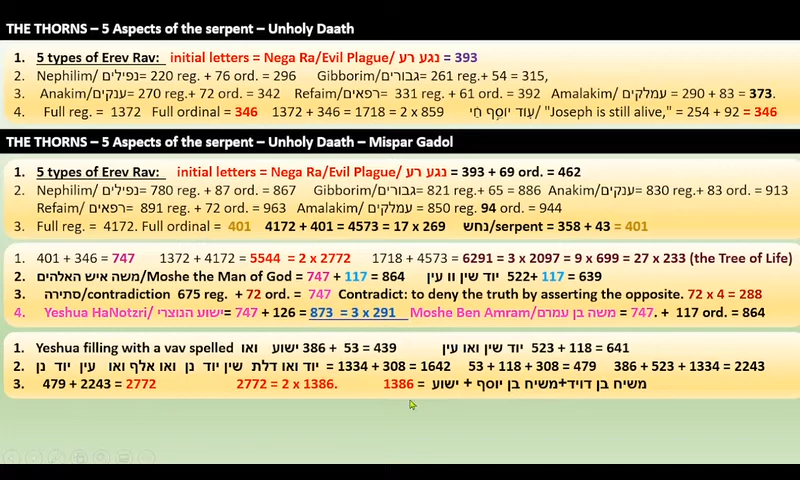 THE THORNS – 5 Aspects of the serpent – Unholy Daath
1. 5 types of Erev Rav: initial letters = Nega Ra/Evil Plague/ נגע רע = 393
2. Nephilim/ נפילים = 220 reg. + 76 ord. = 296 Gibborim/גבורים = 261 reg.+ 54 = 315,
3. Anakim/ענקים = 270 reg.+ 72 ord. = 342 Refaim/רפאים = 331 reg. + 61 ord. = 392 Amalakim/ עמלקים = 290 + 83 = 373.
4. Full reg. = 1372 Full ordinal = 346 1372 + 346 = 1718 = 2 x 859 עוֹד יוֹסֵף חַי/ "Joseph is still alive," = 254 + 92 = 346
THE THORNS – 5 Aspects of the serpent – Unholy Daath – Mispar Gadol
1. 5 types of Erev Rav: initial letters = Nega Ra/Evil Plague/ נגע רע = 393 + 69 ord. = 462
2. Nephilim/ נפילים = 780 reg. + 87 ord. = 867 Gibborim/גבורים = 821 reg.+ 65 = 886 Anakim/ענקים = 830 reg.+ 83 ord. = 913
Refaim/ רפאים = 891 reg. + 72 ord. = 963 Amalakim/ עמלקים = 850 reg. 94 ord. = 944
3. Full reg. = 4172. Full ordinal = 401 4172 + 401 = 4573 = 17 x 269 נחש/serpent = 358 + 43 = 401
1. 401 + 346 = 747 1372 + 4172 = 5544 = 2 x 2772 1718 + 4573 = 6291 = 3 x 2097 = 9 x 699 = 27 x 233 (the Tree of Life)
2. משה איש האלהים/Moshe the Man of God = 747 + 117 = 864 יוד שין וו עין 522+ 117 = 639
3. סתירה/contradiction 675 reg. + 72 ord. = 747 Contradict: to deny the truth by asserting the opposite. 72 x 4 = 288
4. Yeshua HaNotzri/ ישוע הנוצרי = 747 + 126 = 873 = 3 x 291 Moshe Ben Amram/משה בן עמרם = 747. + 117 ord. = 864
1. Yeshua filling with a vav spelled ואו ישוע 386 + 53 = 439 יוד שין ואו עין 523 + 118 = 641
2. יוד ואו דלת שין יוד נן ואו אלף ואו עין יוד נן = 1334 + 308 = 1642 53 + 118 + 308 = 479 386 + 523 + 1334 = 2243
3. 479 + 2243 = 2772 2772 = 2 x 1386. 1386 = משיח בן דויד+משיח בן יוסף + ישוע